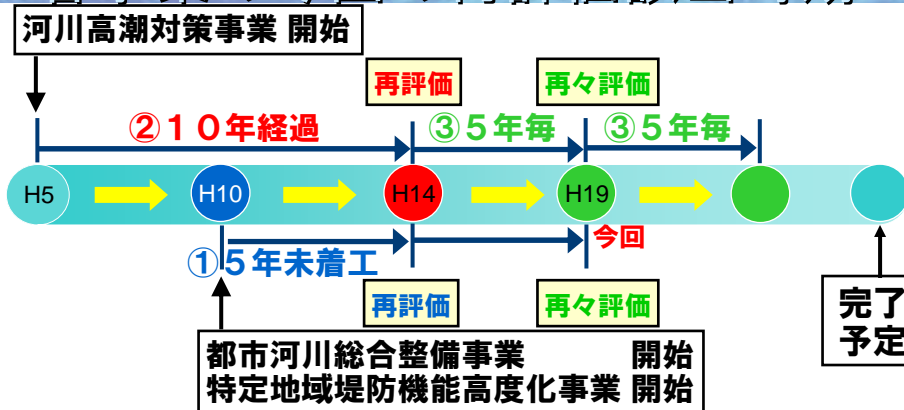 河川高潮対策事業 開始
再評価
再々評価
②10年経過
③5年毎
③5年毎
H5
H10
H14
H19
①5年未着工
今回
再評価
再々評価
都市河川総合整備事業 開始
特定地域堤防機能高度化事業 開始
完了
予定